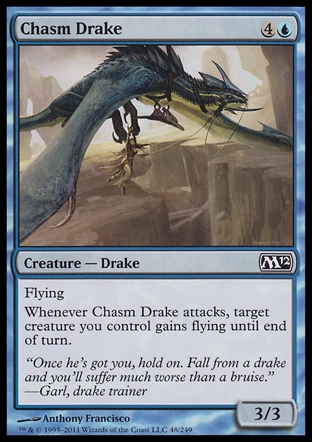 Chasm Drake 4
Creature — Drake M12
Flying
Whenever Chasm Drake attacks, target
creature you control gains flying until end
of turn.
"Once he's got you, hold on. Fall from a drake
and you'll suffer much worse than a bruise."
—Garl, drake trainer
3/3
Anthony Francisco
™ & © 1993–2011 Wizards of the Coast LLC 48/249